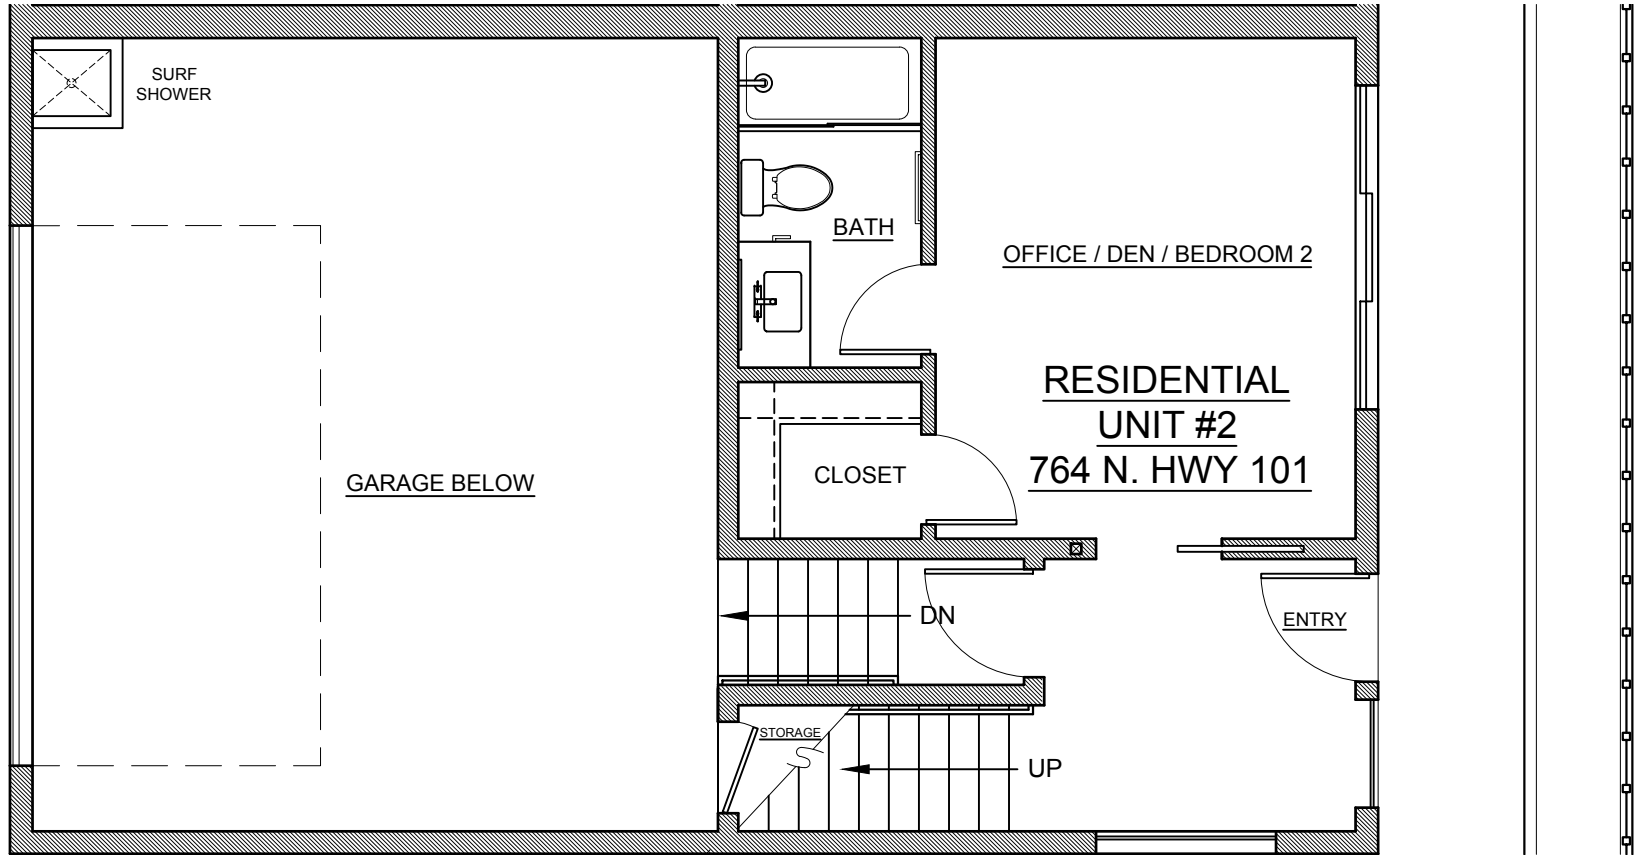 SURF
SHOWER
BATH
OFFICE / DEN / BEDROOM 2
RESIDENTIAL
UNIT #2
764 N. HWY 101
GARAGE BELOW
CLOSET
DN
ENTRY
STORAGE
UP